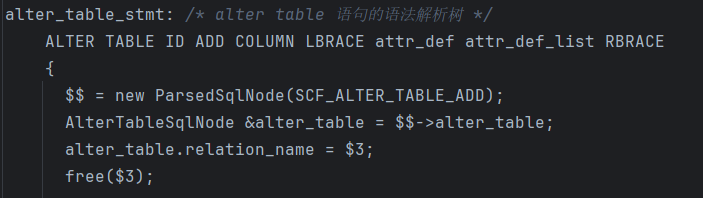 alter_table_stmt: /* alter table 语句的语法解析树 */
ALTER TABLE ID ADD COLUMN LBRACE attr_def attr_def_list RBRACE
{
$$ = new ParsedSqlNode(SCF_ALTER_TABLE_ADD);
AlterTableSqlNode &alter_table = $$->alter_table;
alter_table.relation_name = $3;
free($3);